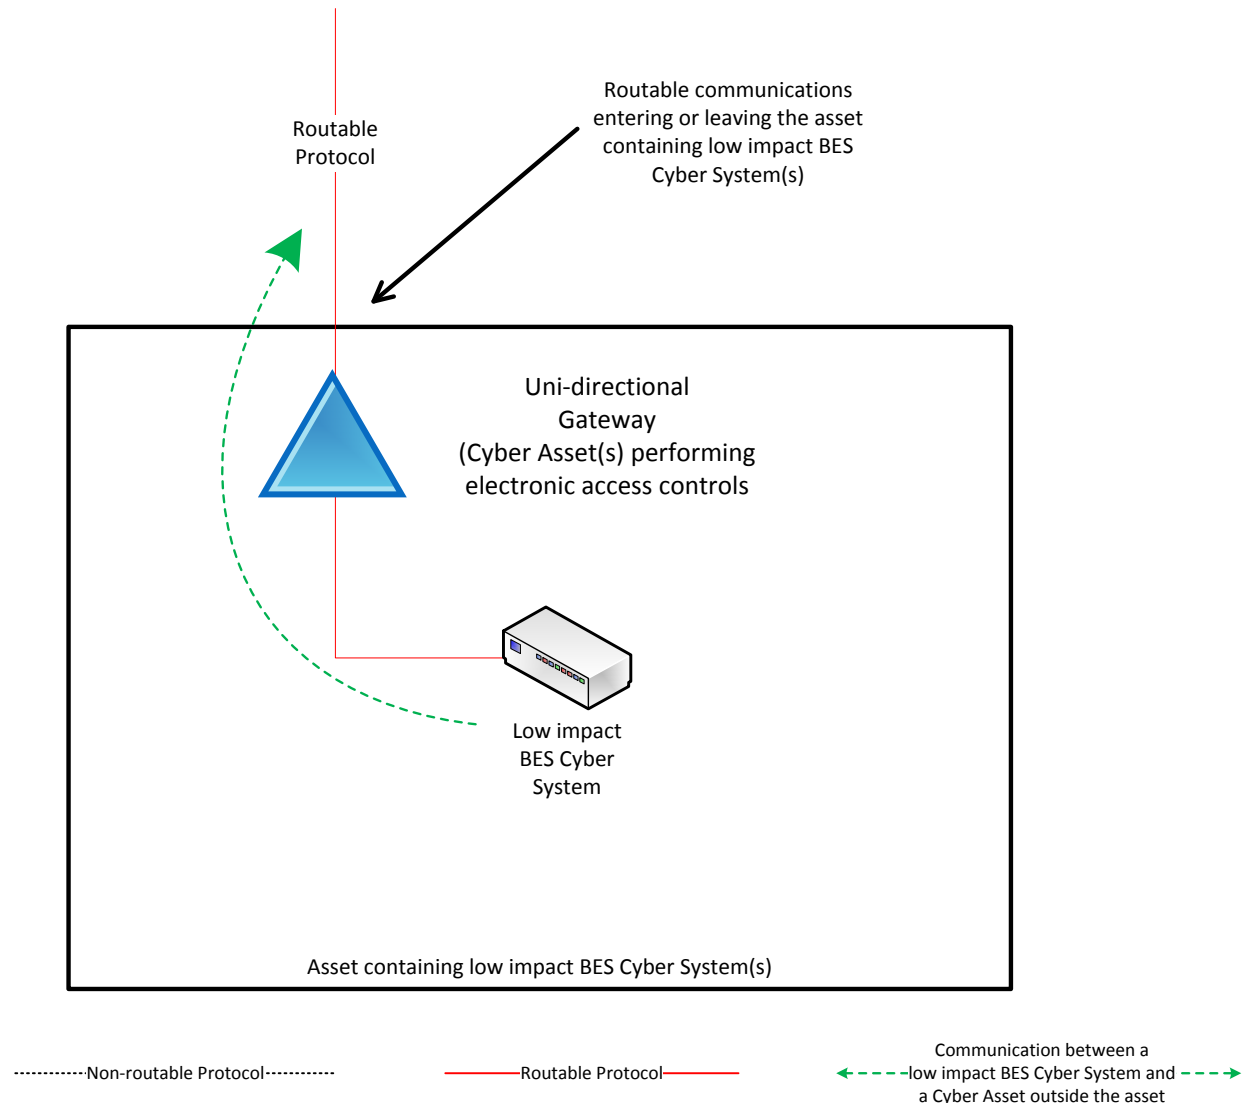 Routable communications
entering or leaving the asset
containing low impact BES
Cyber System(s)
Routable
Protocol
Uni-directional
Gateway
(Cyber Asset(s) performing
electronic access controls
Low impact
BES Cyber
System
Asset containing low impact BES Cyber System(s)
Non-routable Protocol
Routable Protocol
Communication between a
low impact BES Cyber System and
a Cyber Asset outside the asset